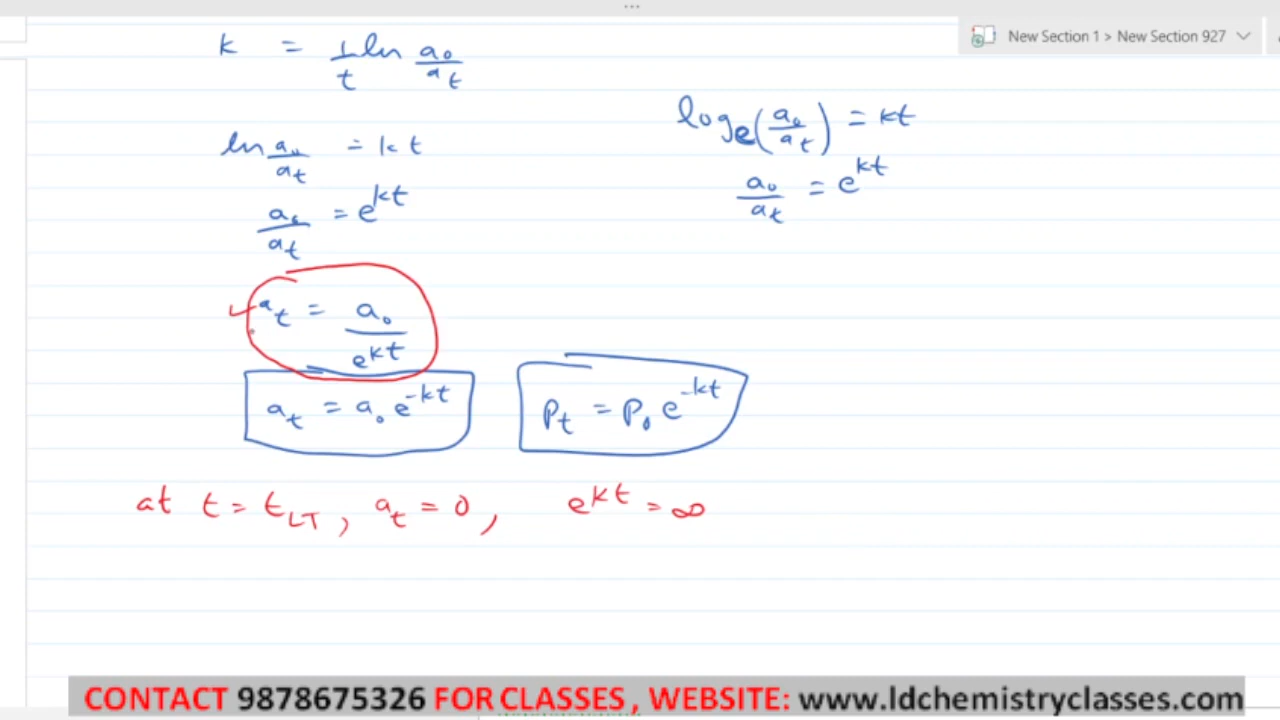 New Section 1 > New Section 927
k = 1/t ln a₀/aₜ
ln a₀/aₜ = kt
a₀/aₜ = e^kt
logₑ(a₀/aₜ) = kt
a₀/aₜ = e^kt
aₜ = a₀/e^kt
aₜ = a₀e^-kt
Pₜ = P₀e^-kt
at t = t_LT, aₜ = 0, e^kt = ∞
CONTACT 9878675326 FOR CLASSES , WEBSITE: www.ldchemistryclasses.com